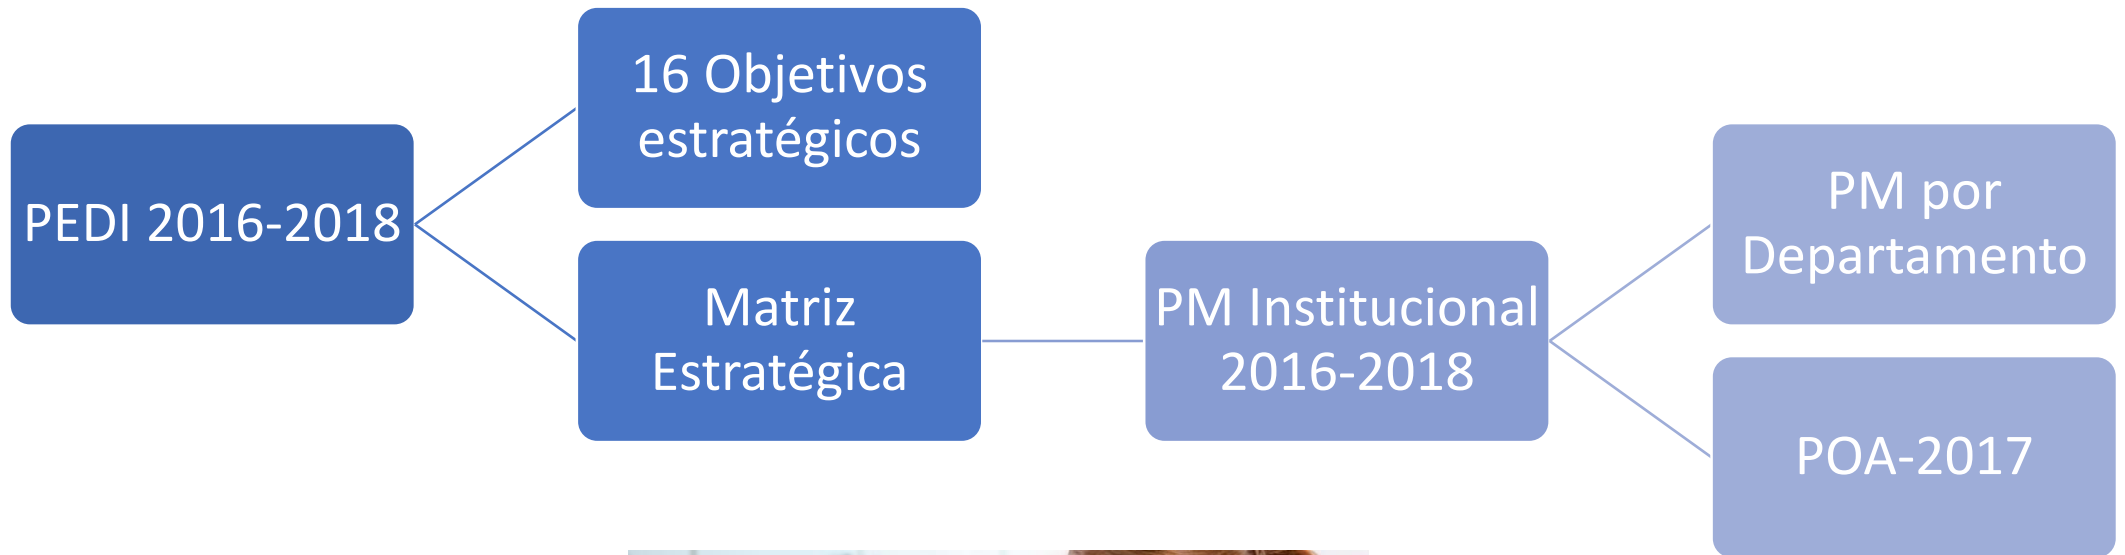 PEDI 2016-2018
16 Objetivos
estratégicos
Matriz
Estratégica
PM Institucional
2016-2018
PM por
Departamento
POA-2017